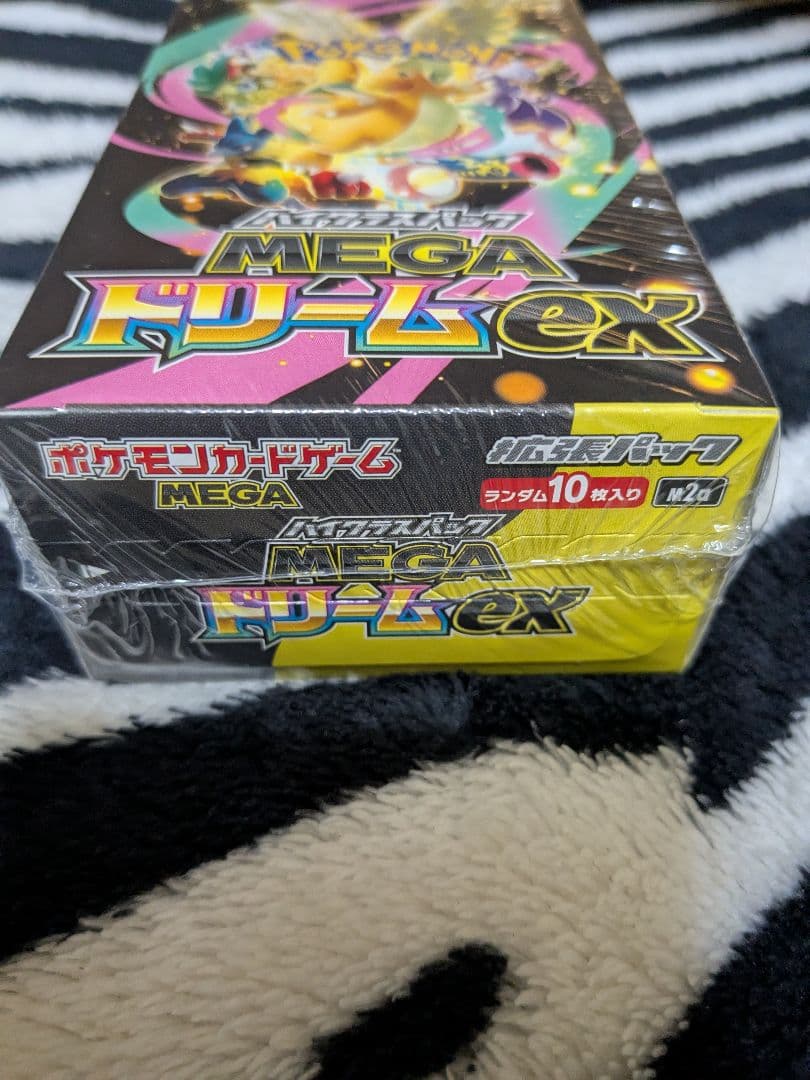 Pokémon
ハイクラスパック
MEGA
ドリームex
ポケモンカードゲーム
MEGA
拡張パック
ランダム10枚入り
M2a
ハイクラスパック
MEGA
ドリームex